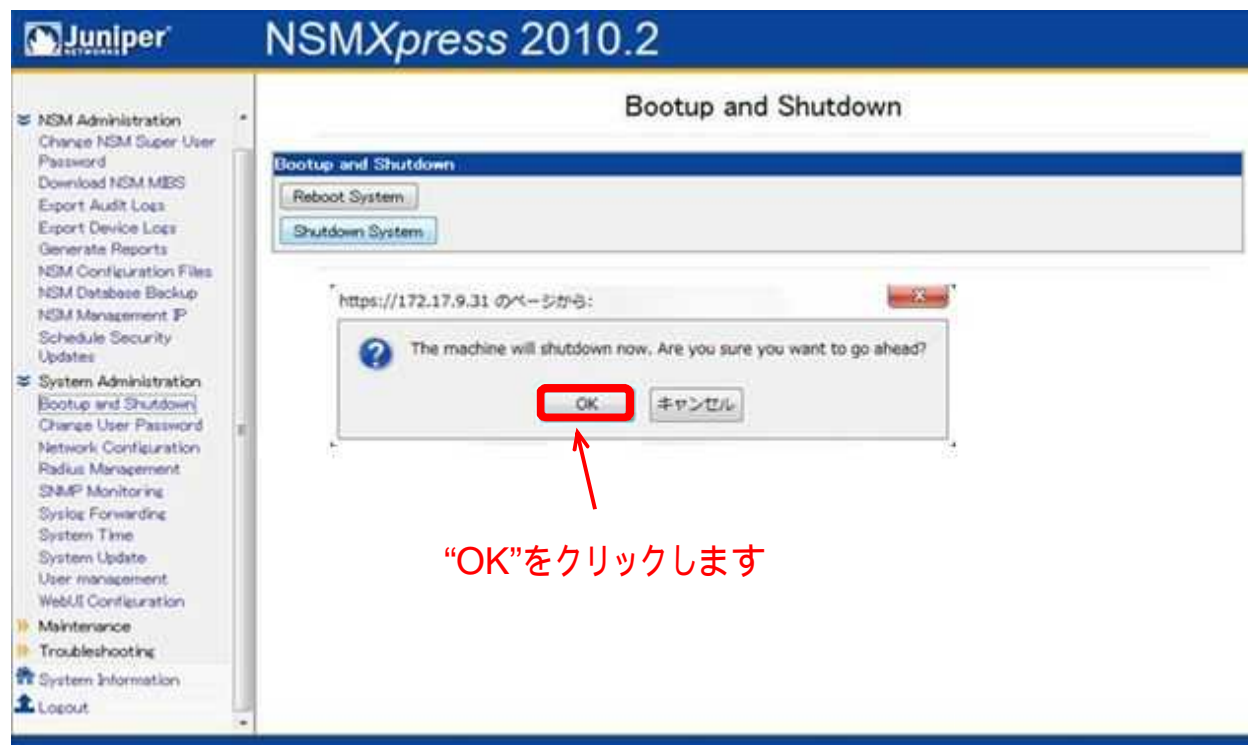 Juniper
NETWORKS
NSMXpress 2010.2
NSM Administration
Change NSM Super User
Password
Download NSM MIBS
Export Audit Logs
Export Device Logs
Generate Reports
NSM Configuration Files
NSM Database Backup
NSM Management IP
Schedule Security
Updates
System Administration
Bootup and Shutdown
Change User Password
Network Configuration
Radius Management
SNMP Monitoring
Syslog Forwarding
System Time
System Update
User management
WebUI Configuration
Maintenance
Troubleshooting
System Information
Logout
Bootup and Shutdown
Bootup and Shutdown
Reboot System
Shutdown System
https://172.17.9.31 のページから:
The machine will shutdown now. Are you sure you want to go ahead?
OK
キャンセル
“OK”をクリックします